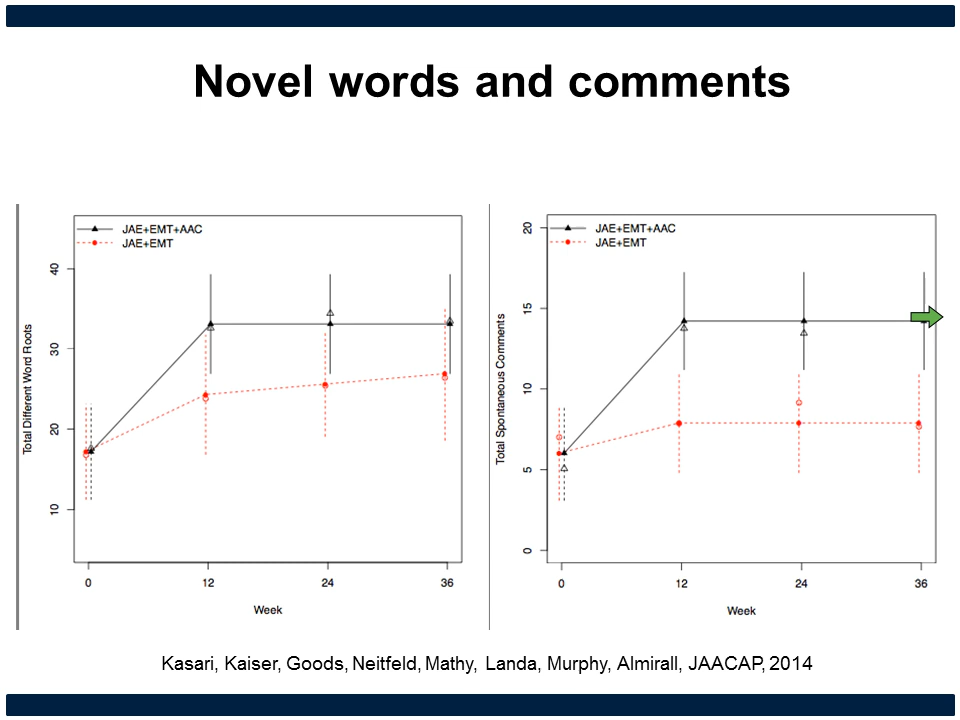 Novel words and comments
JAE+EMT+AAC
JAE+EMT
Total Different Word Roots
40
30
20
10
0 12 24 36
Week
JAE+EMT+AAC
JAE+EMT
Total Spontaneous Comments
20
15
10
5
0
0 12 24 36
Week
Kasari, Kaiser, Goods, Neitfeld, Mathy, Landa, Murphy, Almirall, JAACAP, 2014